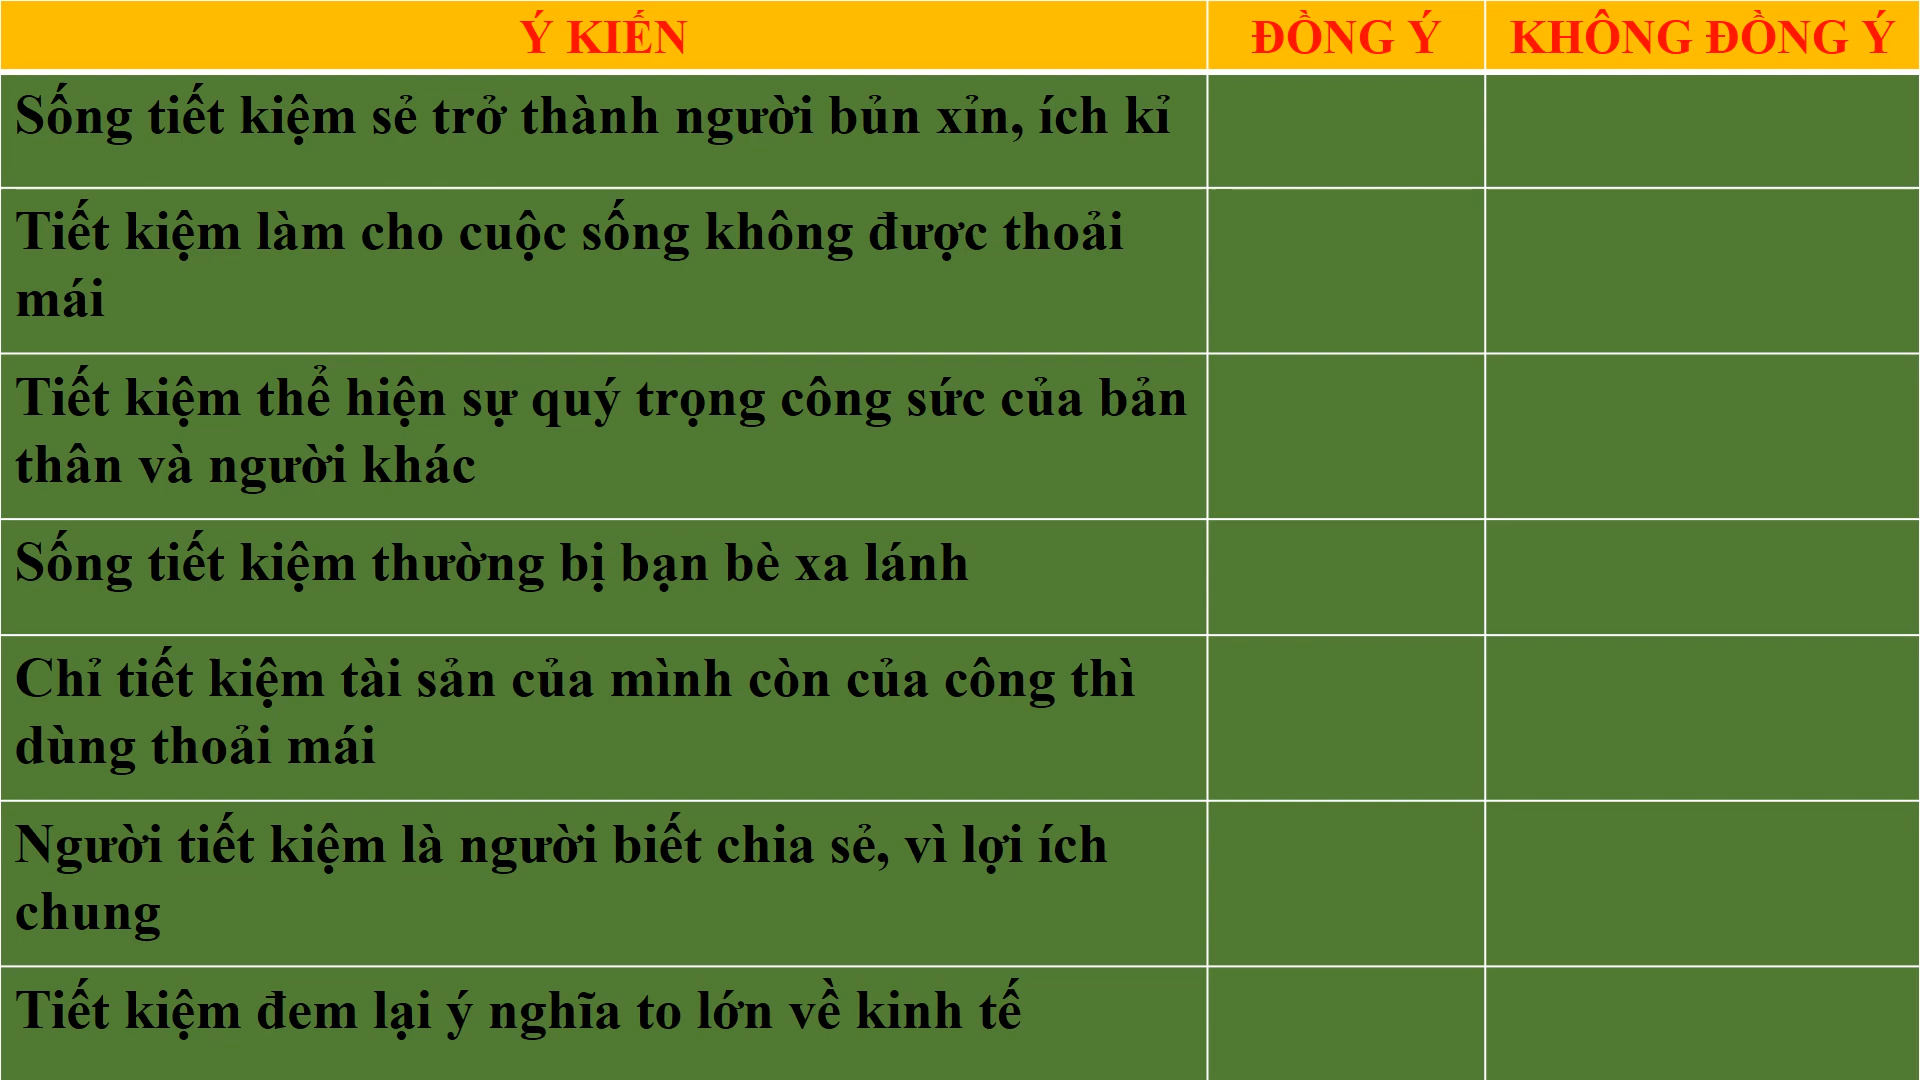 Ý KIẾN ĐỒNG Ý KHÔNG ĐỒNG Ý
Sống tiết kiệm sẻ trở thành người bủn xỉn, ích kỉ
Tiết kiệm làm cho cuộc sống không được thoải
mái
Tiết kiệm thể hiện sự quý trọng công sức của bản
thân và người khác
Sống tiết kiệm thường bị bạn bè xa lánh
Chỉ tiết kiệm tài sản của mình còn của công thì
dùng thoải mái
Người tiết kiệm là người biết chia sẻ, vì lợi ích
chung
Tiết kiệm đem lại ý nghĩa to lớn về kinh tế